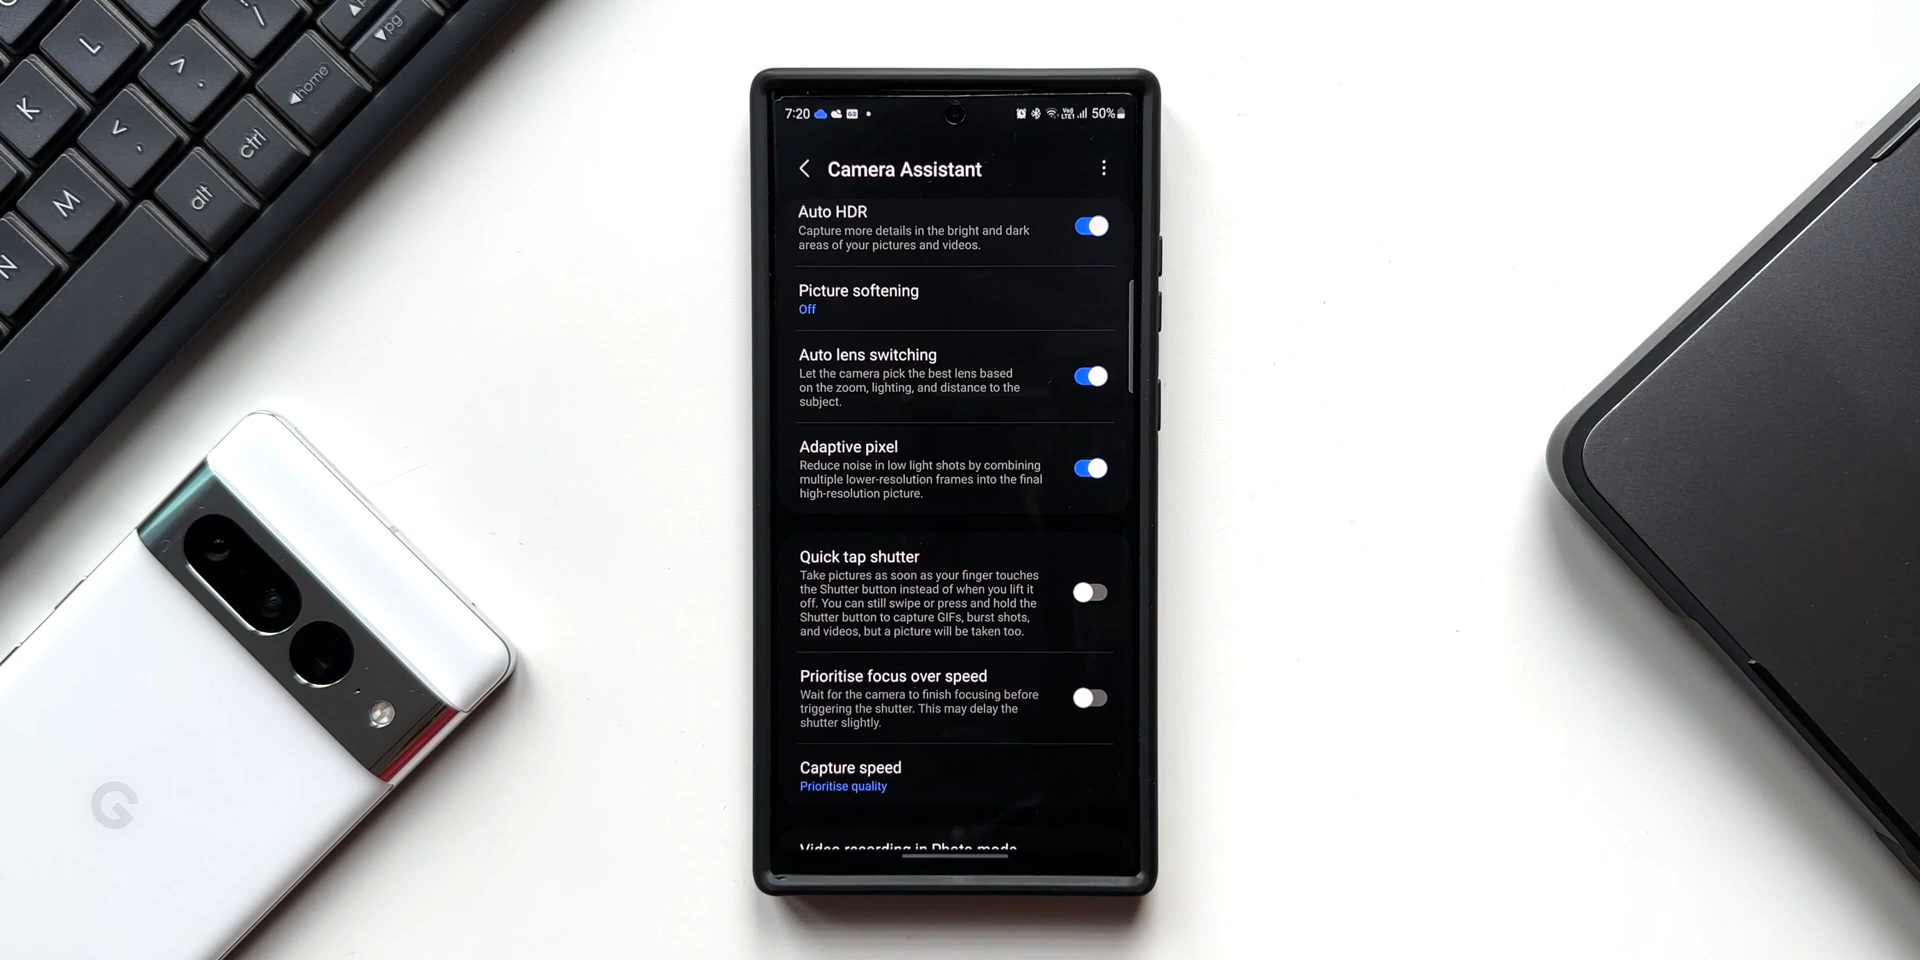 L
K
M
N
home
pg
ctrl
alt
7:20
50%
Camera Assistant
Auto HDR
Capture more details in the bright and dark
areas of your pictures and videos.
Picture softening
Off
Auto lens switching
Let the camera pick the best lens based
on the zoom, lighting, and distance to the
subject.
Adaptive pixel
Reduce noise in low light shots by combining
multiple lower-resolution frames into the final
high-resolution picture.
Quick tap shutter
Take pictures as soon as your finger touches
the Shutter button instead of when you lift it
off. You can still swipe or press and hold the
Shutter button to capture GIFs, burst shots,
and videos, but a picture will be taken too.
Prioritise focus over speed
Wait for the camera to finish focusing before
triggering the shutter. This may delay the
shutter slightly.
Capture speed
Prioritise quality
Video recording in Photo mode
G